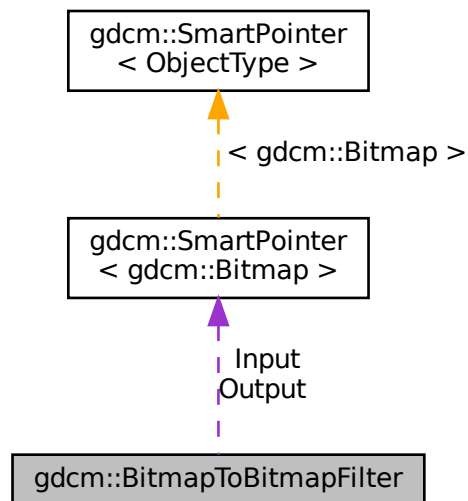 gdcm::SmartPointer
< ObjectType >
< gdcm::Bitmap >
gdcm::SmartPointer
< gdcm::Bitmap >
Input
Output
gdcm::BitmapToBitmapFilter